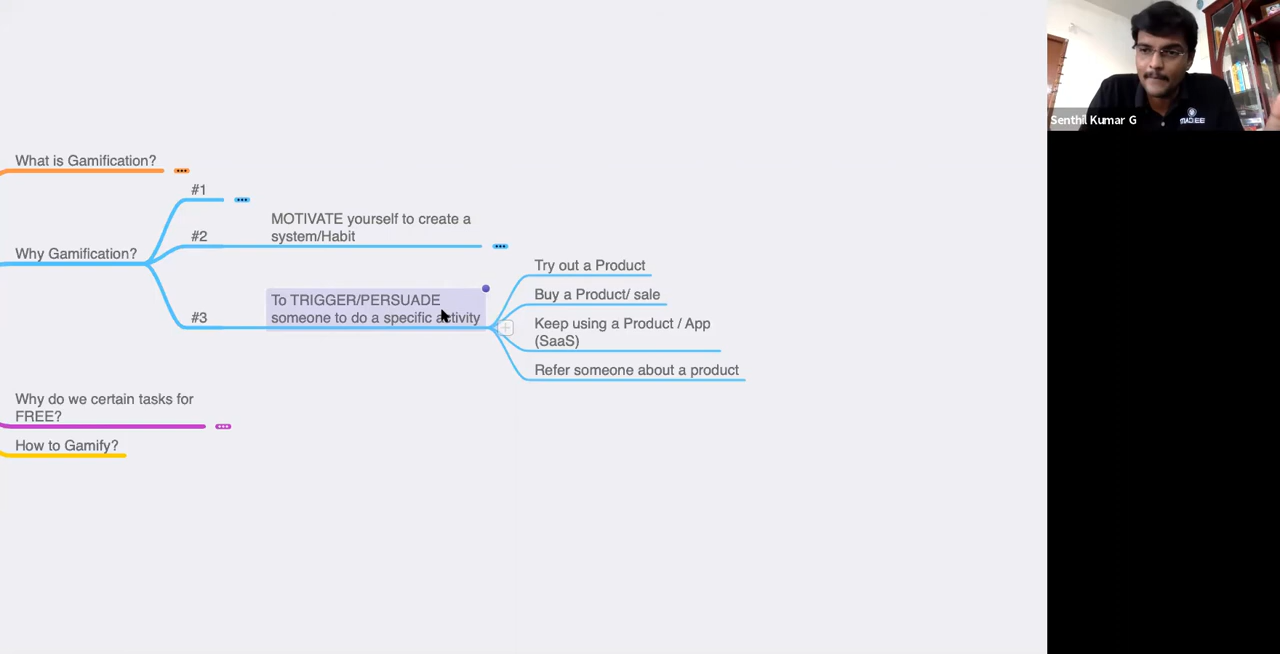 What is Gamification?
#1
MOTIVATE yourself to create a
system/Habit
#2
Why Gamification?
#3
To TRIGGER/PERSUADE
someone to do a specific activity
Try out a Product
Buy a Product/ sale
Keep using a Product / App
(SaaS)
Refer someone about a product
Why do we certain tasks for
FREE?
How to Gamify?
Senthil Kumar G